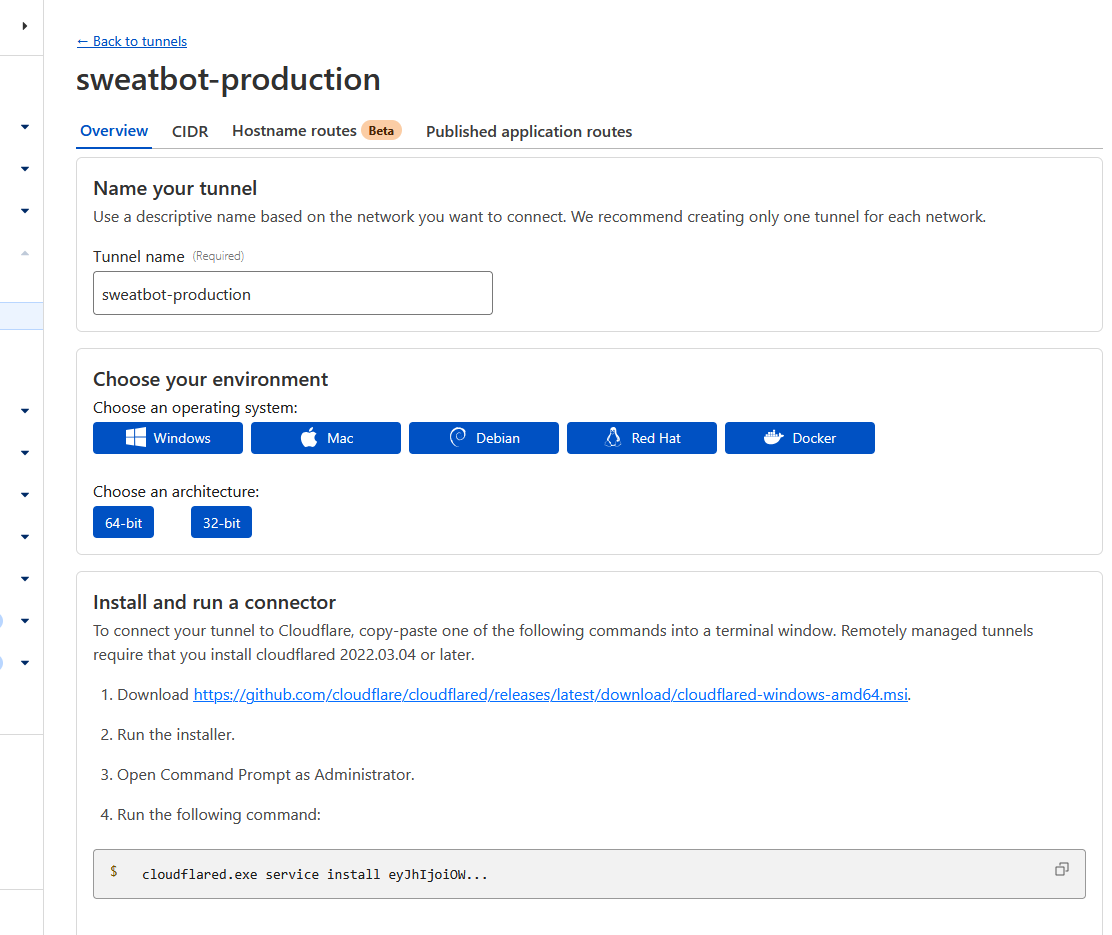 ← Back to tunnels
sweatbot-production
Overview CIDR Hostname routes Beta Published application routes
Name your tunnel
Use a descriptive name based on the network you want to connect. We recommend creating only one tunnel for each network.
Tunnel name (Required)
sweatbot-production
Choose your environment
Choose an operating system:
Windows Mac Debian Red Hat Docker
Choose an architecture:
64-bit 32-bit
Install and run a connector
To connect your tunnel to Cloudflare, copy-paste one of the following commands into a terminal window. Remotely managed tunnels
require that you install cloudflared 2022.03.04 or later.
1. Download https://github.com/cloudflare/cloudflared/releases/latest/download/cloudflared-windows-amd64.msi.
2. Run the installer.
3. Open Command Prompt as Administrator.
4. Run the following command:
$ cloudflared.exe service install eyJhIjoiOW...